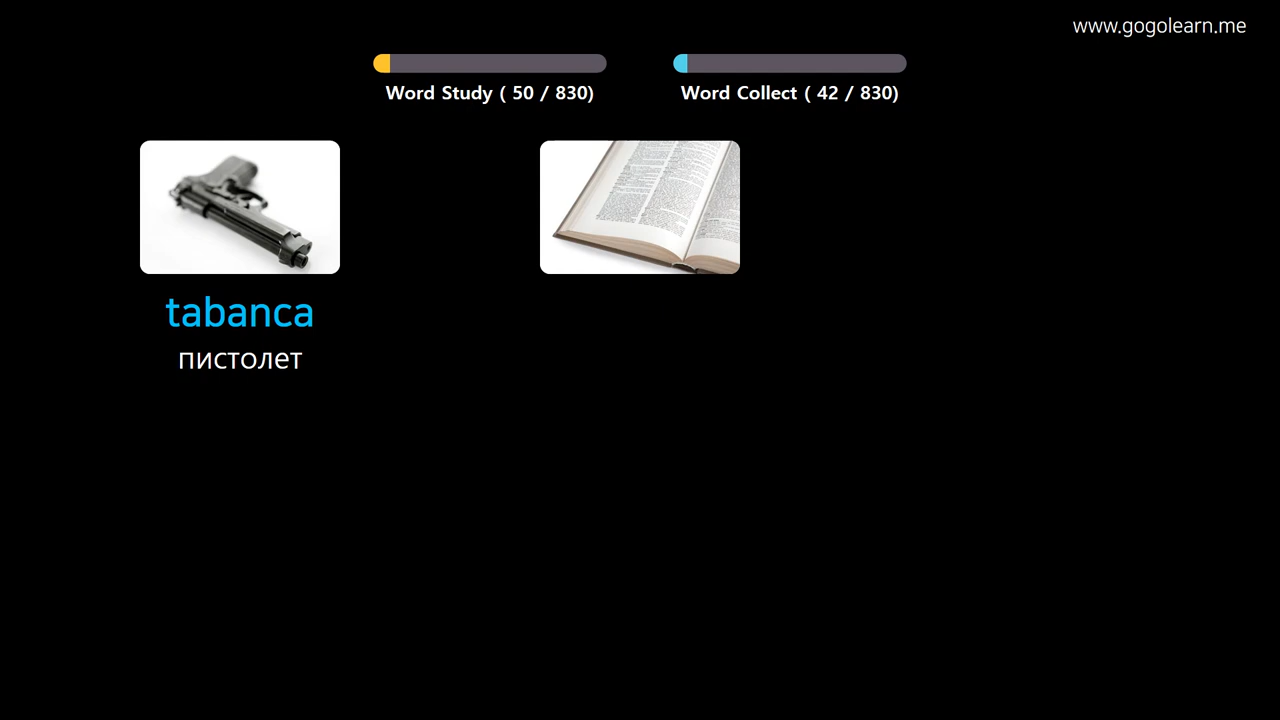 www.gogolearn.me
Word Study ( 50 / 830)
Word Collect ( 42 / 830)
tabanca
пистолет